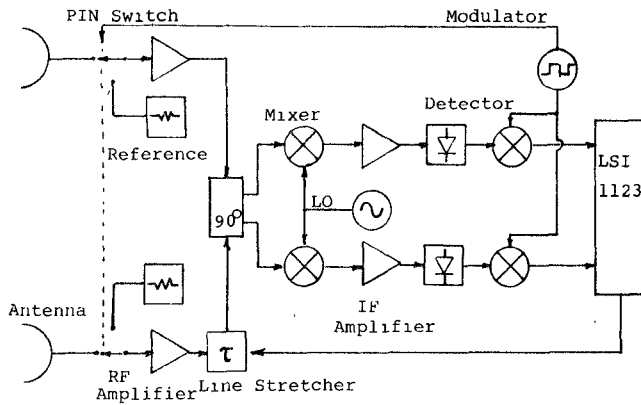 PIN Switch
Modulator
Mixer
Detector
Reference
LSI
1123
LO
90°
Antenna
IF
Amplifier
τ
RF
Amplifier
Line Stretcher